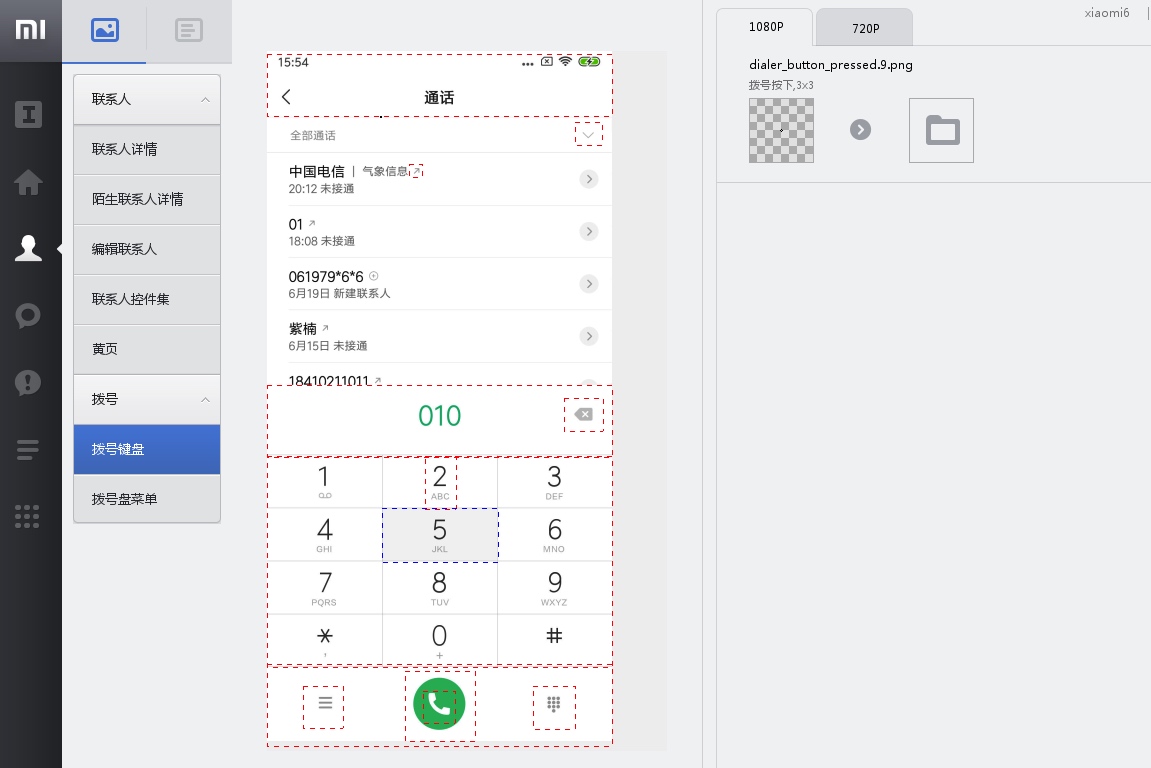 mi
联系人
联系人详情
陌生联系人详情
编辑联系人
联系人控件集
黄页
拨号
拨号键盘
拨号盘菜单
15:54
通话
全部通话
中国电信 | 气象信息
20:12 未接通
01
18:08 未接通
061979*6*6
6月19日 新建联系人
紫楠
6月15日 未接通
18410211011
010
1 2 3
ABC DEF
4 5 6
GHI JKL MNO
7 8 9
PQRS TUV WXYZ
* 0 #
, +
xiaomi6 |
1080P 720P
dialer_button_pressed.9.png
拨号按下,3x3